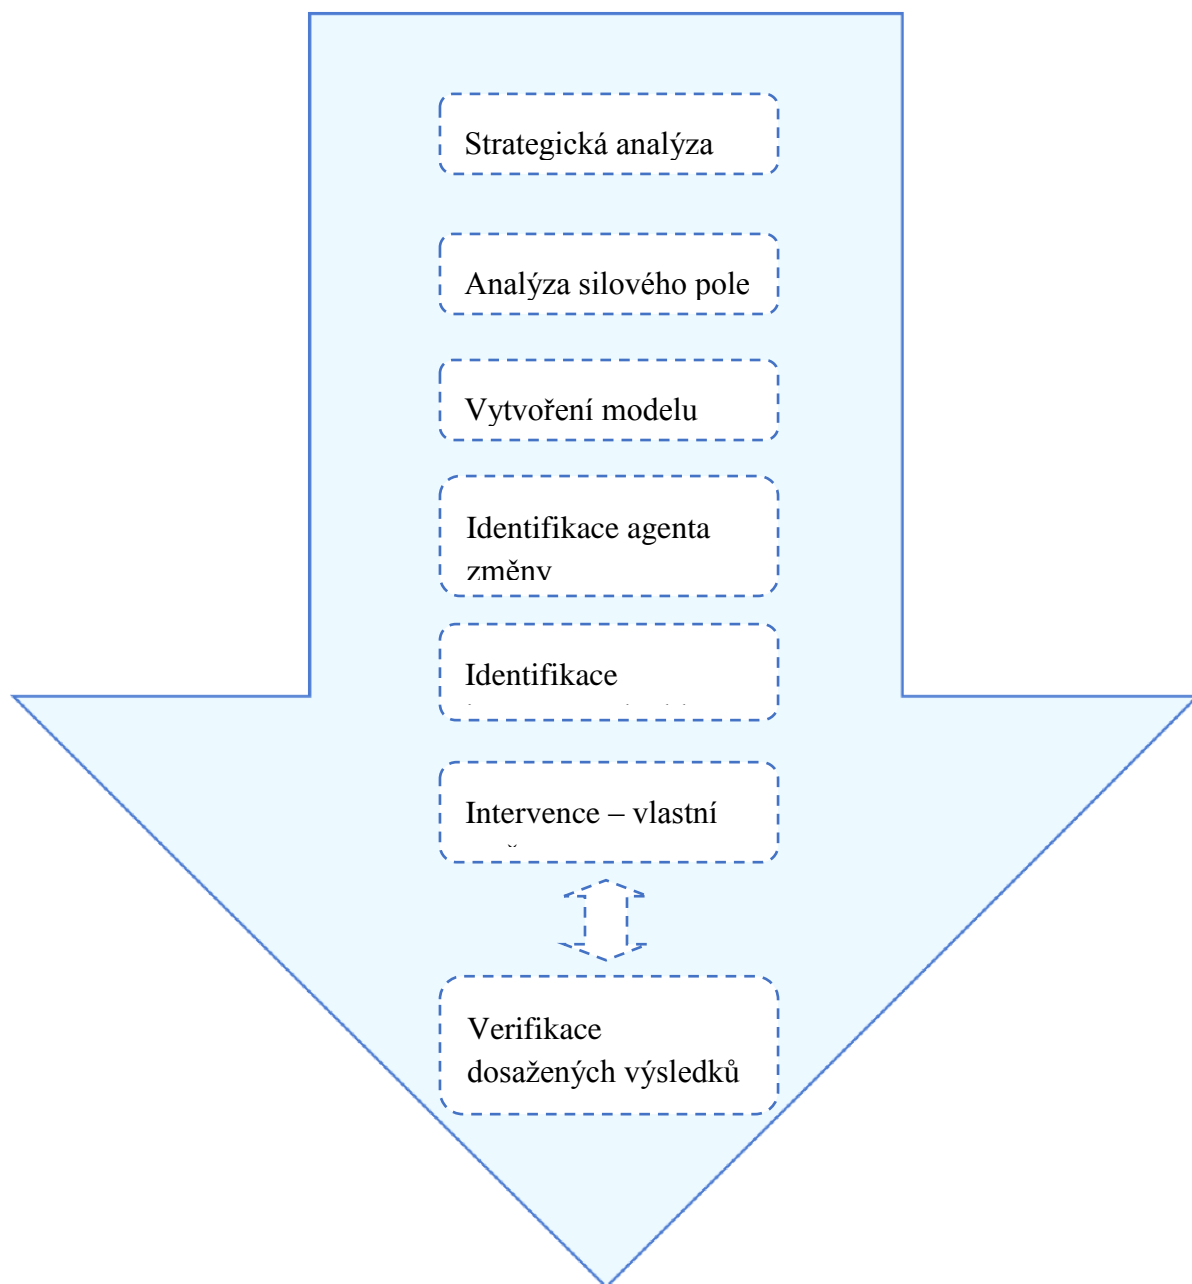 Strategická analýza
Analýza silového pole
Vytvoření modelu
Identifikace agenta
změny
Identifikace
Intervence – vlastní
Verifikace
dosažených výsledků